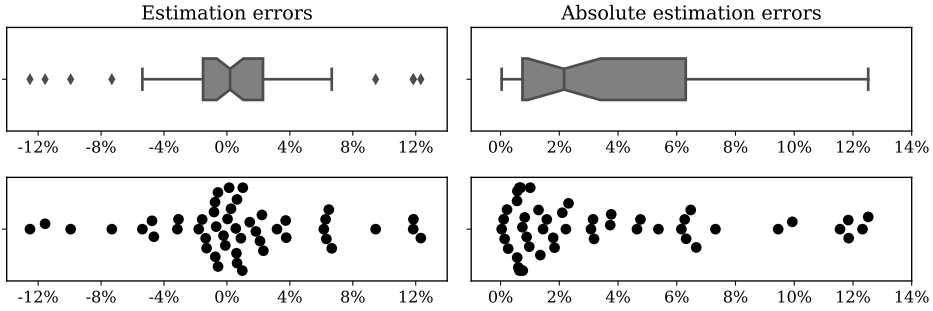 Estimation errors
Absolute estimation errors
-12% -8% -4% 0% 4% 8% 12%
0% 2% 4% 6% 8% 10% 12% 14%
-12% -8% -4% 0% 4% 8% 12%
0% 2% 4% 6% 8% 10% 12% 14%